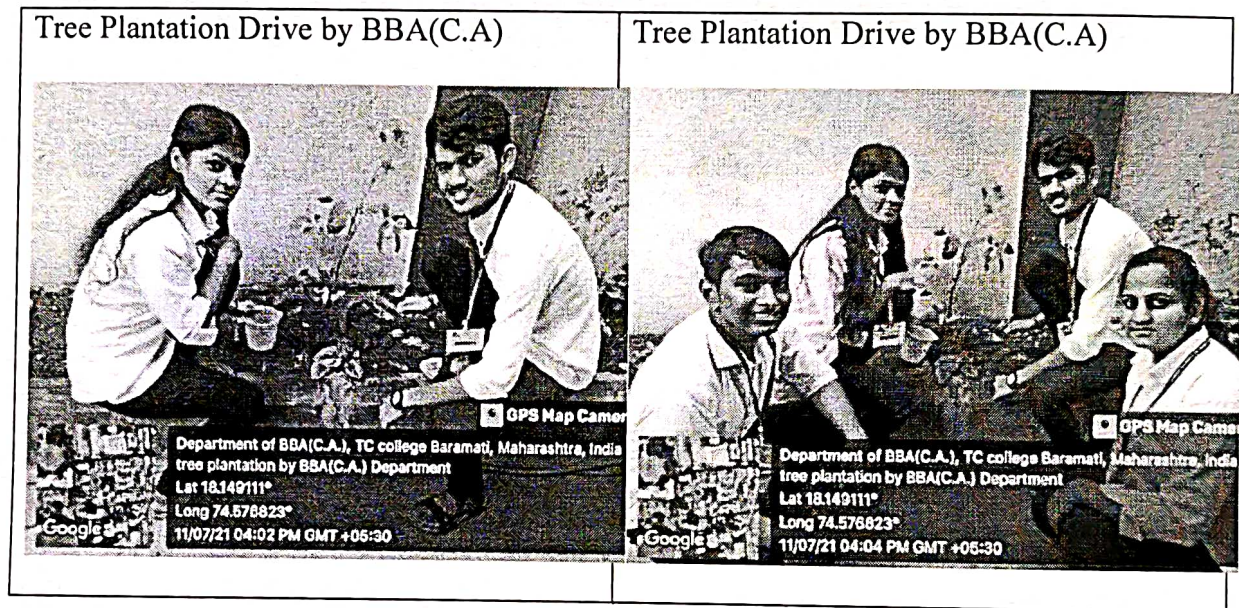 Tree Plantation Drive by BBA(C.A)
GPS Map Camer
Department of BBA(C.A.), TC college Baramati, Maharashtra, India
tree plantation by BBA(C.A.) Department
Lat 18.149111°
Long 74.576823°
11/07/21 04:02 PM GMT +05:30
Google
Tree Plantation Drive by BBA(C.A)
GPS Map Came
Department of BBA(C.A.), TC college Baramati, Maharashtra, India
tree plantation by BBA(C.A.) Department
Lat 18.149111°
Long 74.576823°
11/07/21 04:04 PM GMT +05:30
Google